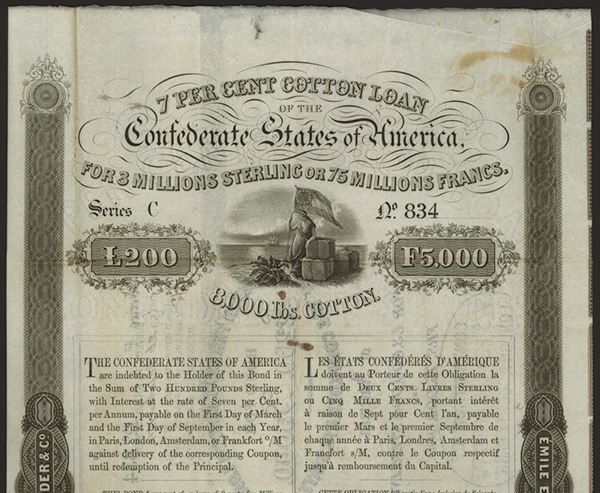 7 PER CENT COTTON LOAN
OF THE
Confederate States of America,
FOR 3 MILLIONS STERLING OR 75 MILLIONS FRANCS.
Series C
No 834
£200
F5,000
8,000 lbs. COTTON.
THE CONFEDERATE STATES OF AMERICA
are indebted to the Holder of this Bond in
the Sum of TWO HUNDRED POUNDS Sterling,
with Interest at the rate of Seven per Cent.
per Annum, payable on the First Day of March
and the First Day of September in each Year,
in Paris, London, Amsterdam, or Frankfort o/M
against delivery of the corresponding Coupon,
until redemption of the Principal.
LES ÉTATS CONFÉDÉRÉS D'AMÉRIQUE
doivent au Porteur de cette Obligation la
somme de DEUX CENTS LIVRES STERLING
ou CINQ MILLE FRANCS, portant intérêt
à raison de Sept pour Cent l'an, payable
le premier Mars et le premier Septembre de
chaque année à Paris, Londres, Amsterdam et
Francfort s/M, contre le Coupon respectif
jusqu'à remboursement du Capital.
DER & Co
EMILE E